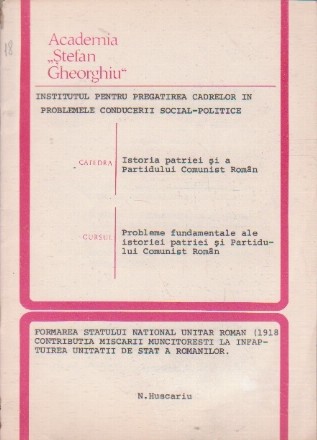 18
Academia
„Ștefan
Gheorghiu"
INSTITUTUL PENTRU PREGATIREA CADRELOR IN
PROBLEMELE CONDUCERII SOCIAL-POLITICE
CATEDRA
Istoria patriei și a
Partidului Comunist Român
CURSUL
Probleme fundamentale ale
istoriei patriei și Partidu-
lui Comunist Român
FORMAREA STATULUI NATIONAL UNITAR ROMAN (1918
CONTRIBUTIA MISCARII MUNCITORESTI LA INFAP-
TUIREA UNITATII DE STAT A ROMANILOR.
N.Huscariu